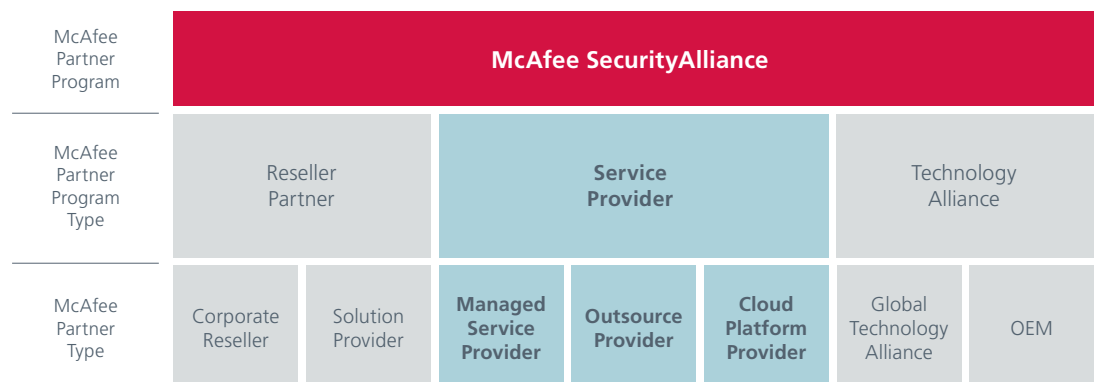 McAfee
Partner
Program
McAfee SecurityAlliance
McAfee
Partner
Program
Type
Reseller
Partner
Service
Provider
Technology
Alliance
McAfee
Partner
Type
Corporate
Reseller
Solution
Provider
Managed
Service
Provider
Outsource
Provider
Cloud
Platform
Provider
Global
Technology
Alliance
OEM